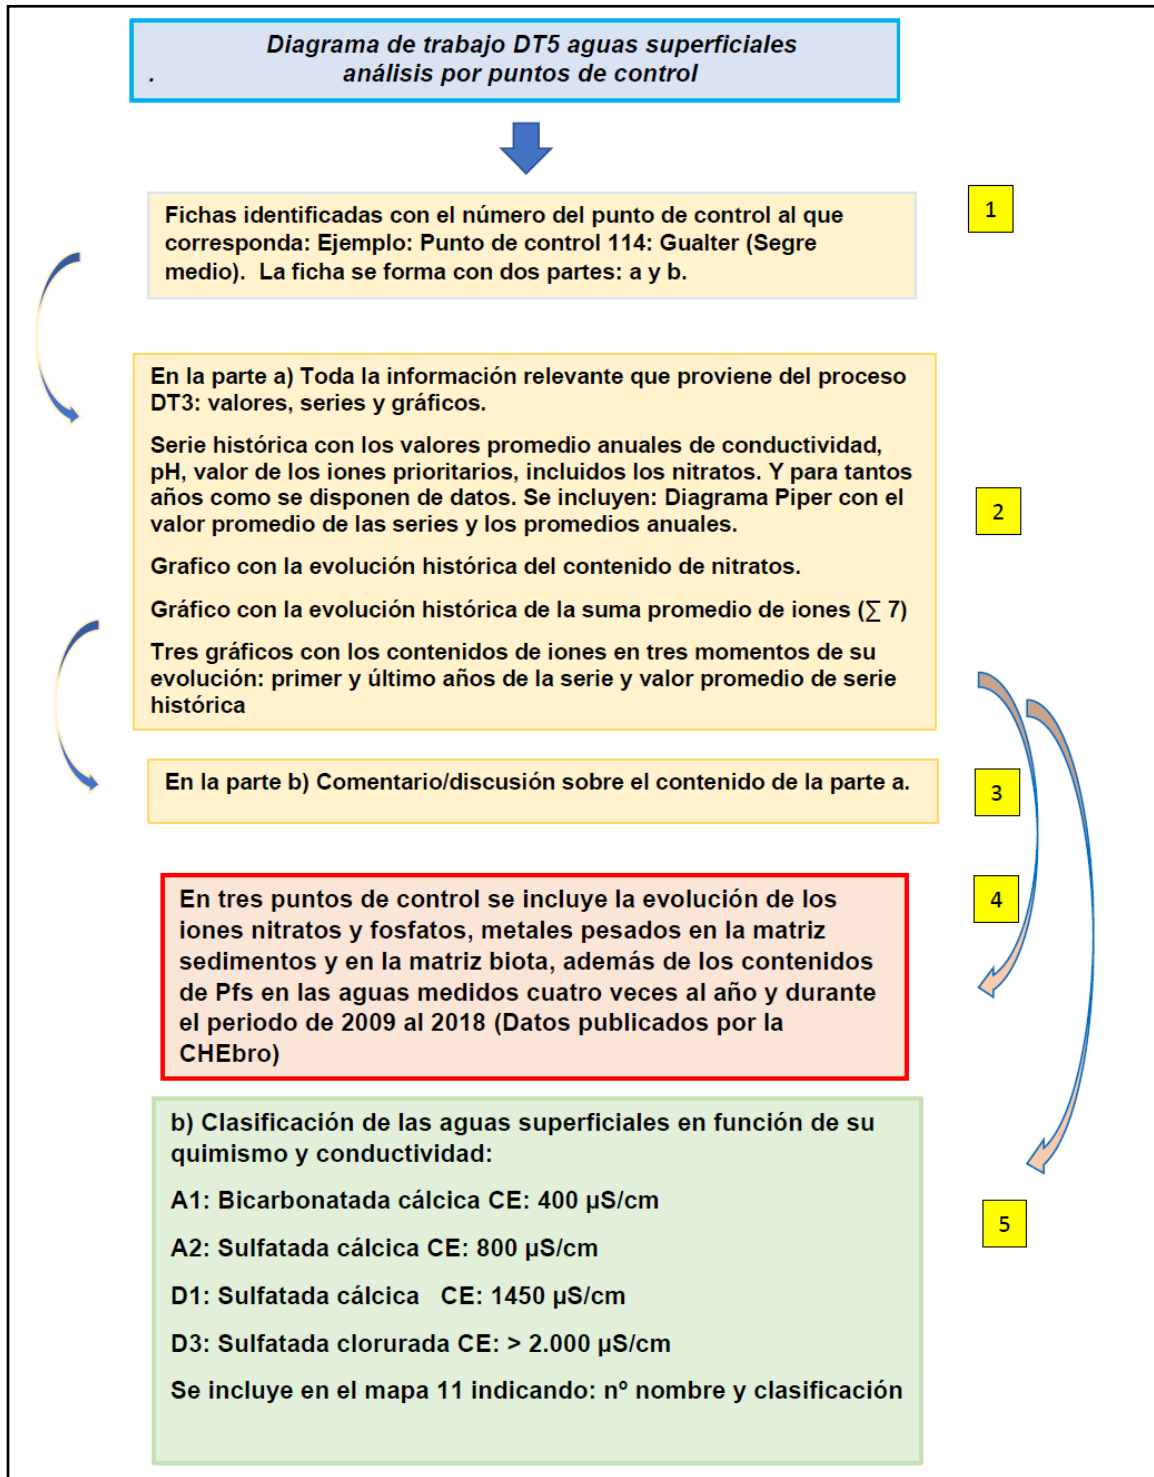 Diagrama de trabajo DT5 aguas superficiales
. análisis por puntos de control
Fichas identificadas con el número del punto de control al que
corresponda: Ejemplo: Punto de control 114: Gualter (Segre
medio). La ficha se forma con dos partes: a y b.
1
En la parte a) Toda la información relevante que proviene del proceso
DT3: valores, series y gráficos.
Serie histórica con los valores promedio anuales de conductividad,
pH, valor de los iones prioritarios, incluidos los nitratos. Y para tantos
años como se disponen de datos. Se incluyen: Diagrama Piper con el
valor promedio de las series y los promedios anuales.
Grafico con la evolución histórica del contenido de nitratos.
Gráfico con la evolución histórica de la suma promedio de iones (∑ 7)
Tres gráficos con los contenidos de iones en tres momentos de su
evolución: primer y último años de la serie y valor promedio de serie
histórica
2
En la parte b) Comentario/discusión sobre el contenido de la parte a.
3
En tres puntos de control se incluye la evolución de los
iones nitratos y fosfatos, metales pesados en la matriz
sedimentos y en la matriz biota, además de los contenidos
de Pfs en las aguas medidos cuatro veces al año y durante
el periodo de 2009 al 2018 (Datos publicados por la
CHEbro)
4
b) Clasificación de las aguas superficiales en función de su
quimismo y conductividad:
A1: Bicarbonatada cálcica CE: 400 µS/cm
A2: Sulfatada cálcica CE: 800 µS/cm
D1: Sulfatada cálcica CE: 1450 µS/cm
D3: Sulfatada clorurada CE: > 2.000 µS/cm
Se incluye en el mapa 11 indicando: nº nombre y clasificación
5